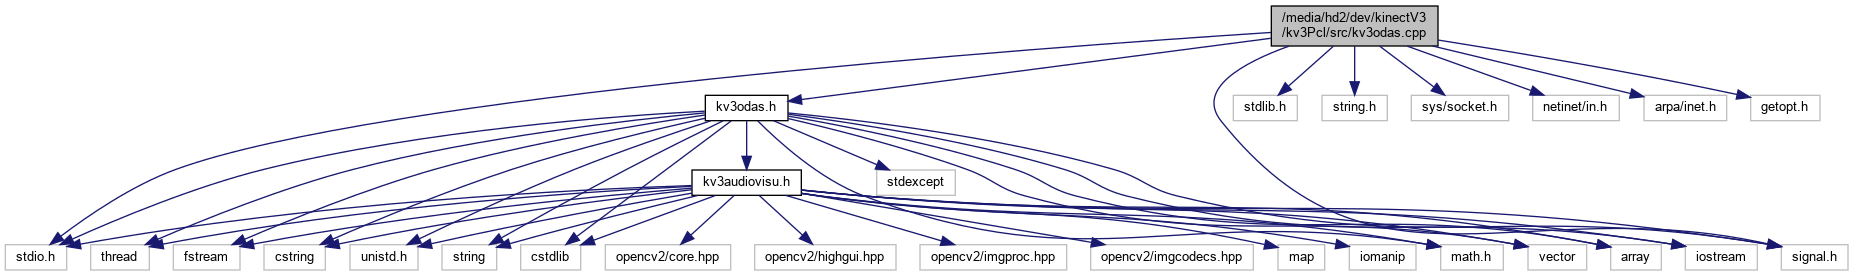 /media/hd2/dev/kinectV3
/kv3Pcl/src/kv3odas.cpp
kv3odas.h
stdlib.h
string.h
sys/socket.h
netinet/in.h
arpa/inet.h
getopt.h
kv3audiovisu.h
stdexcept
stdio.h
thread
fstream
cstring
unistd.h
string
cstdlib
opencv2/core.hpp
opencv2/highgui.hpp
opencv2/imgproc.hpp
opencv2/imgcodecs.hpp
map
iomanip
math.h
vector
array
iostream
signal.h